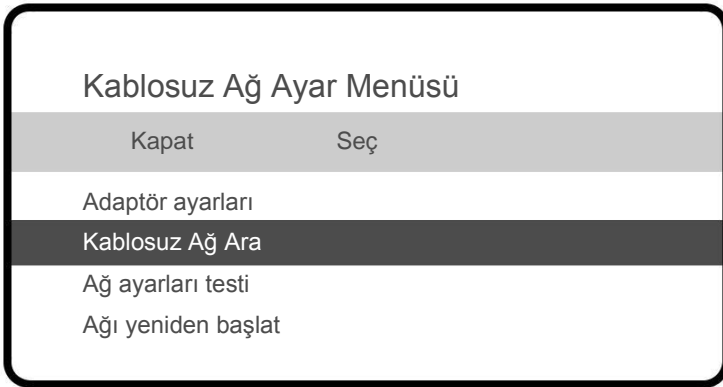 Kablosuz Ağ Ayar Menüsü
Kapat Seç
Adaptör ayarları
Kablosuz Ağ Ara
Ağ ayarları testi
Ağı yeniden başlat